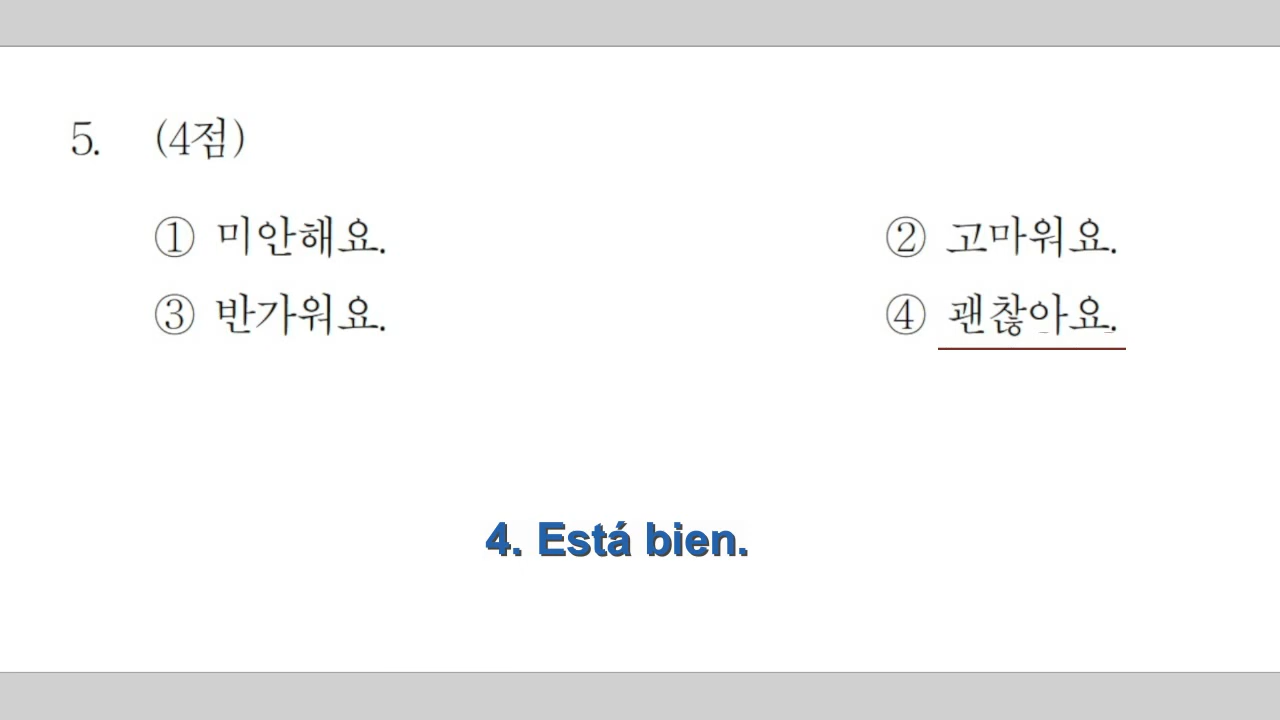 5. (4점)
① 미안해요. ② 고마워요.
③ 반가워요. ④ 괜찮아요.
4. Está bien.